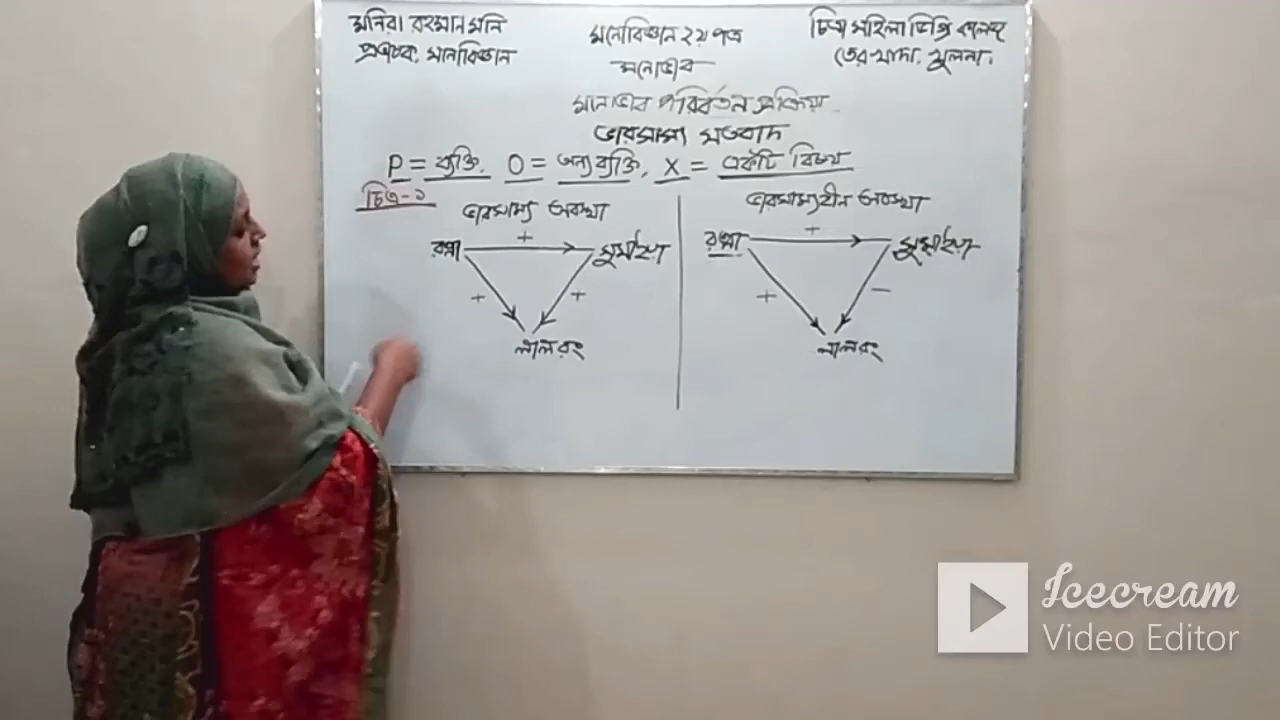 মনিরা রহমান মনি
প্রভাষক, মনোবিজ্ঞান
মনোবিজ্ঞান ২য় পত্র
মনোভাব
চিত্রা মহিলা ডিগ্রি কলেজ
তেরখাদা, খুলনা।
মনোভাব পরিবর্তন প্রক্রিয়া
ভারসাম্য মতবাদ
P = ব্যক্তি, O = অন্য ব্যক্তি, X = একটি বিষয়
চিত্র-১
ভারসাম্য অবস্থা
রত্না + সুমাইয়া
+ +
লাল রং
ভারসাম্যহীন অবস্থা
রত্না + সুমাইয়া
+ −
লাল রং
Icecream
Video Editor